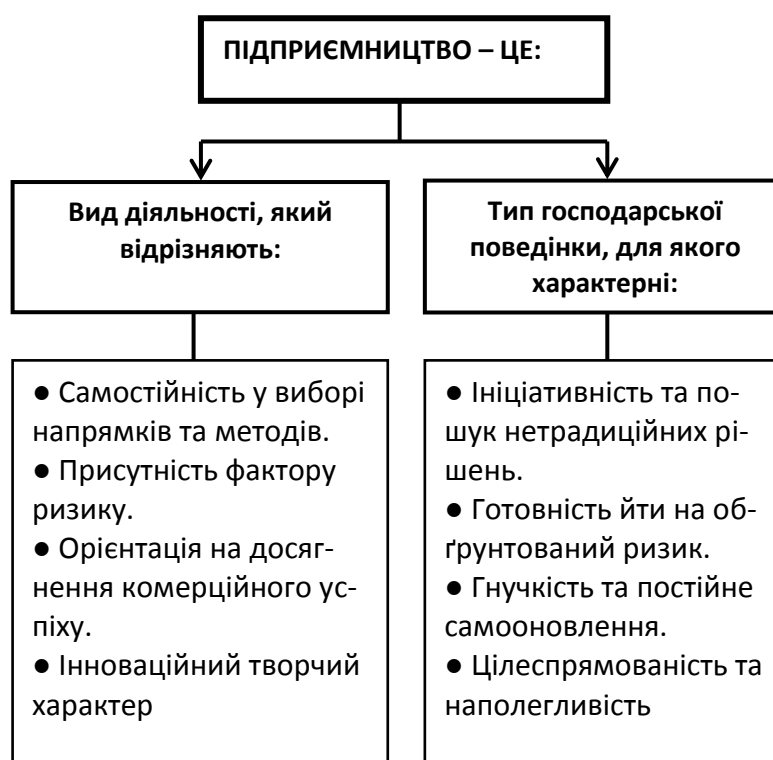 ПІДПРИЄМНИЦТВО – ЦЕ:
Вид діяльності, який
відрізняють:
Тип господарської
поведінки, для якого
характерні:
● Самостійність у виборі
напрямків та методів.
● Присутність фактору
ризику.
● Орієнтація на досяг-
нення комерційного ус-
піху.
● Інноваційний творчий
характер
● Ініціативність та по-
шук нетрадиційних рі-
шень.
● Готовність йти на об-
ґрунтований ризик.
● Гнучкість та постійне
самооновлення.
● Цілеспрямованість та
наполегливість